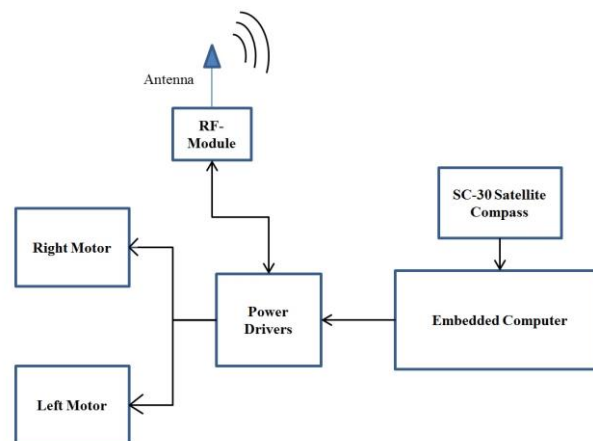 Antenna
RF-
Module
SC-30 Satellite
Compass
Right Motor
Power
Drivers
Embedded Computer
Left Motor